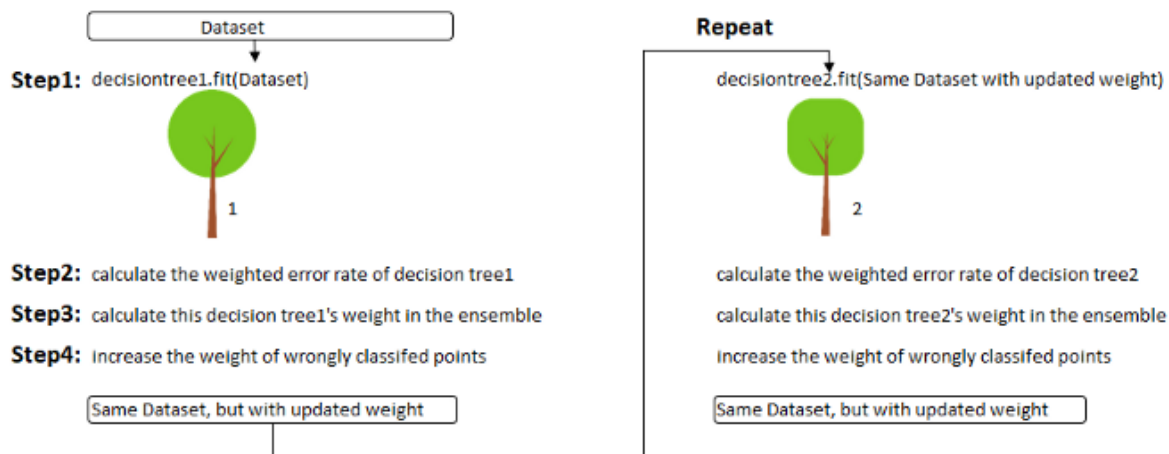 Dataset
Step1: decisiontree1.fit(Dataset)
1
Step2: calculate the weighted error rate of decision tree1
Step3: calculate this decision tree1's weight in the ensemble
Step4: increase the weight of wrongly classifed points
Same Dataset, but with updated weight
Repeat
decisiontree2.fit(Same Dataset with updated weight)
2
calculate the weighted error rate of decision tree2
calculate this decision tree2's weight in the ensemble
increase the weight of wrongly classifed points
Same Dataset, but with updated weight